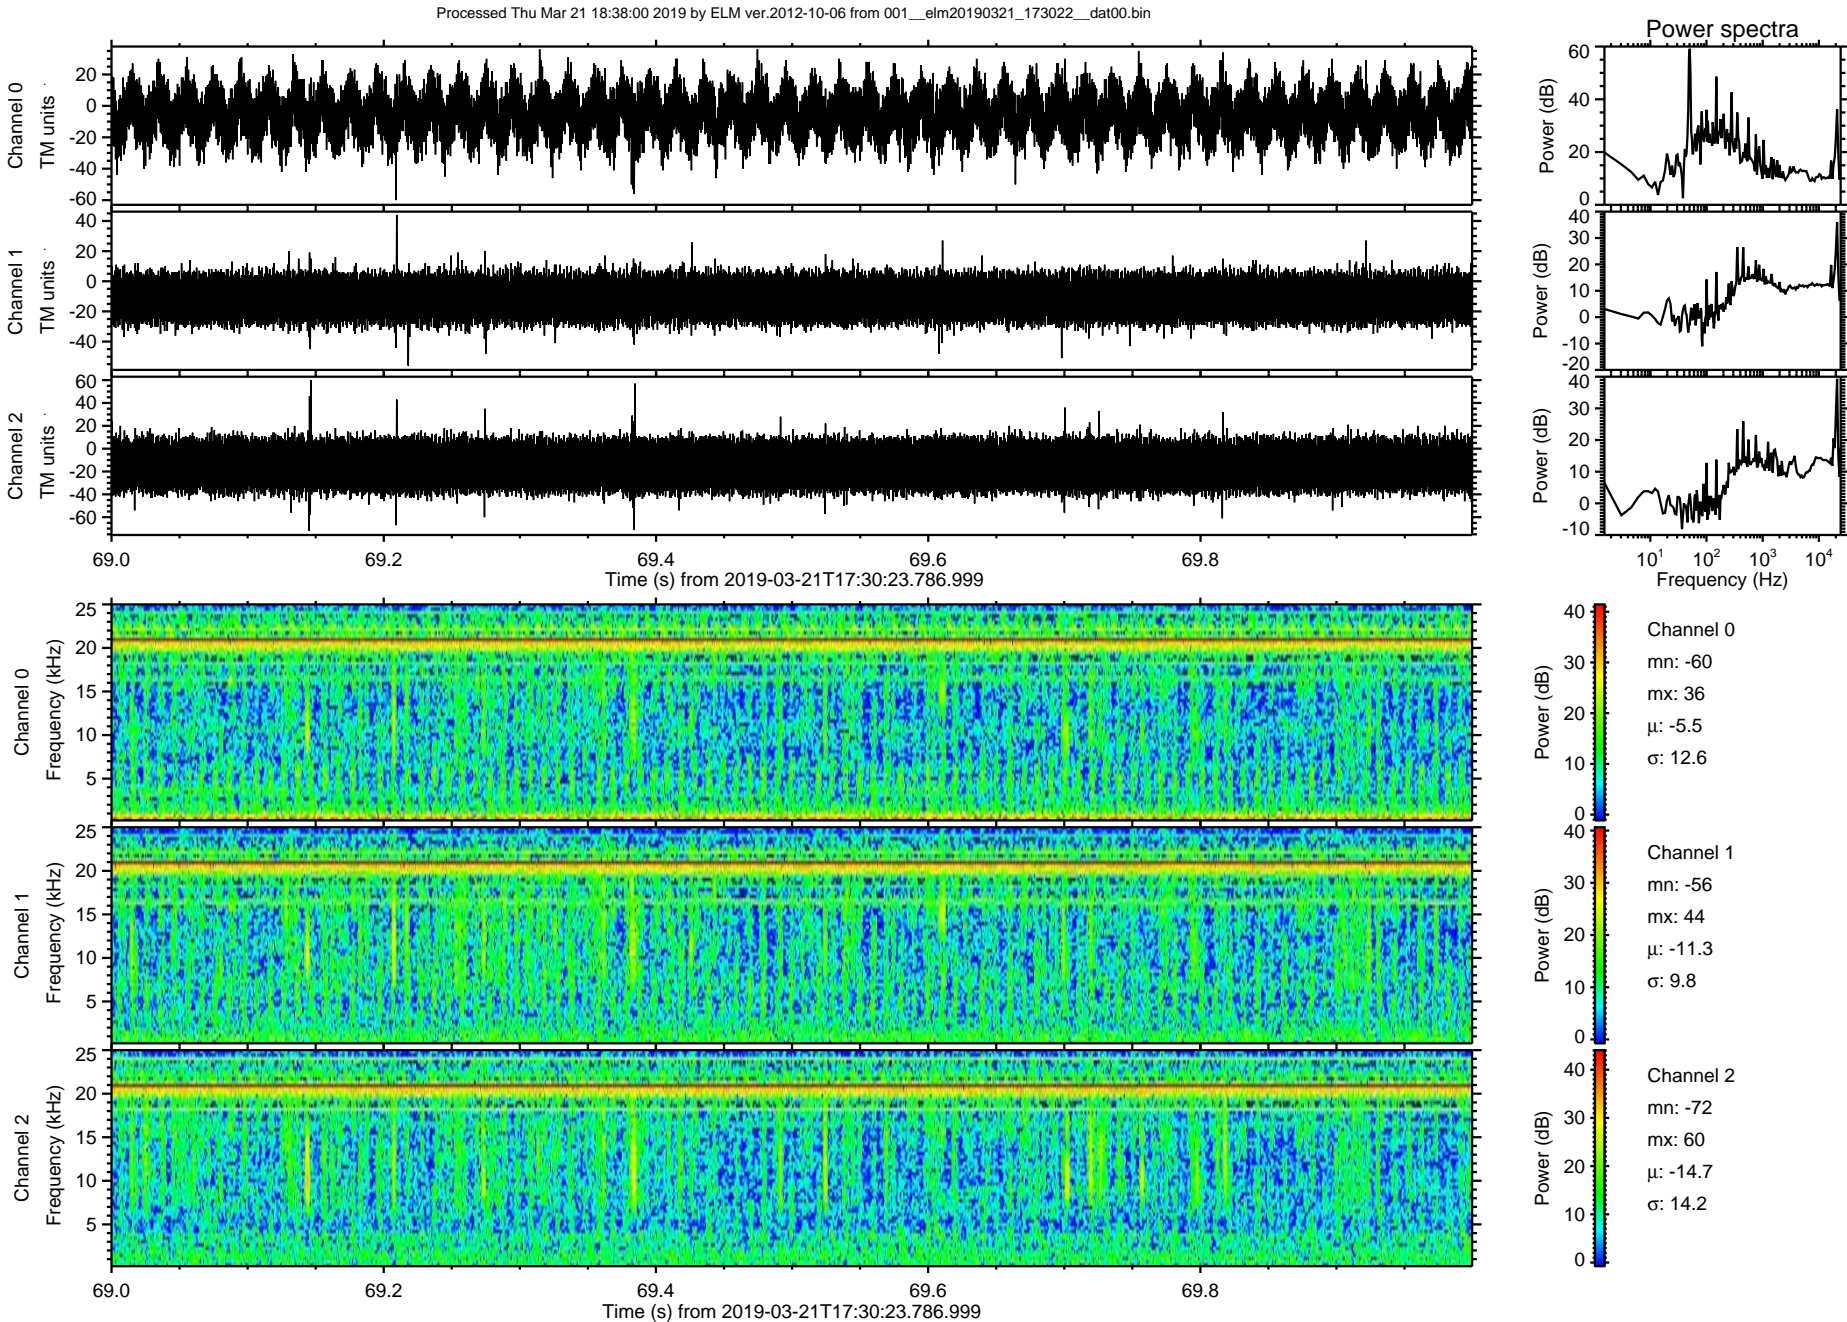 Processed Thu Mar 21 18:38:00 2019 by ELM ver.2012-10-06 from 001__elm20190321_173022__dat00.bin
Power spectra
Channel 0
TM units
20
0
-20
-40
-60
Power (dB)
60
40
20
0
Channel 1
TM units
40
20
0
-20
-40
Power (dB)
40
30
20
10
0
-10
-20
Channel 2
TM units
60
40
20
0
-20
-40
-60
Power (dB)
40
30
20
10
0
-10
69.0 69.2 69.4 69.6 69.8
Time (s) from 2019-03-21T17:30:23.786.999
10^1 10^2 10^3 10^4
Frequency (Hz)
Channel 0
Frequency (kHz)
25
20
15
10
5
Power (dB)
40
30
20
10
0
Channel 0
mn: -60
mx: 36
μ: -5.5
σ: 12.6
Channel 1
Frequency (kHz)
25
20
15
10
5
Power (dB)
40
30
20
10
0
Channel 1
mn: -56
mx: 44
μ: -11.3
σ: 9.8
Channel 2
Frequency (kHz)
25
20
15
10
5
Power (dB)
40
30
20
10
0
Channel 2
mn: -72
mx: 60
μ: -14.7
σ: 14.2
69.0 69.2 69.4 69.6 69.8
Time (s) from 2019-03-21T17:30:23.786.999